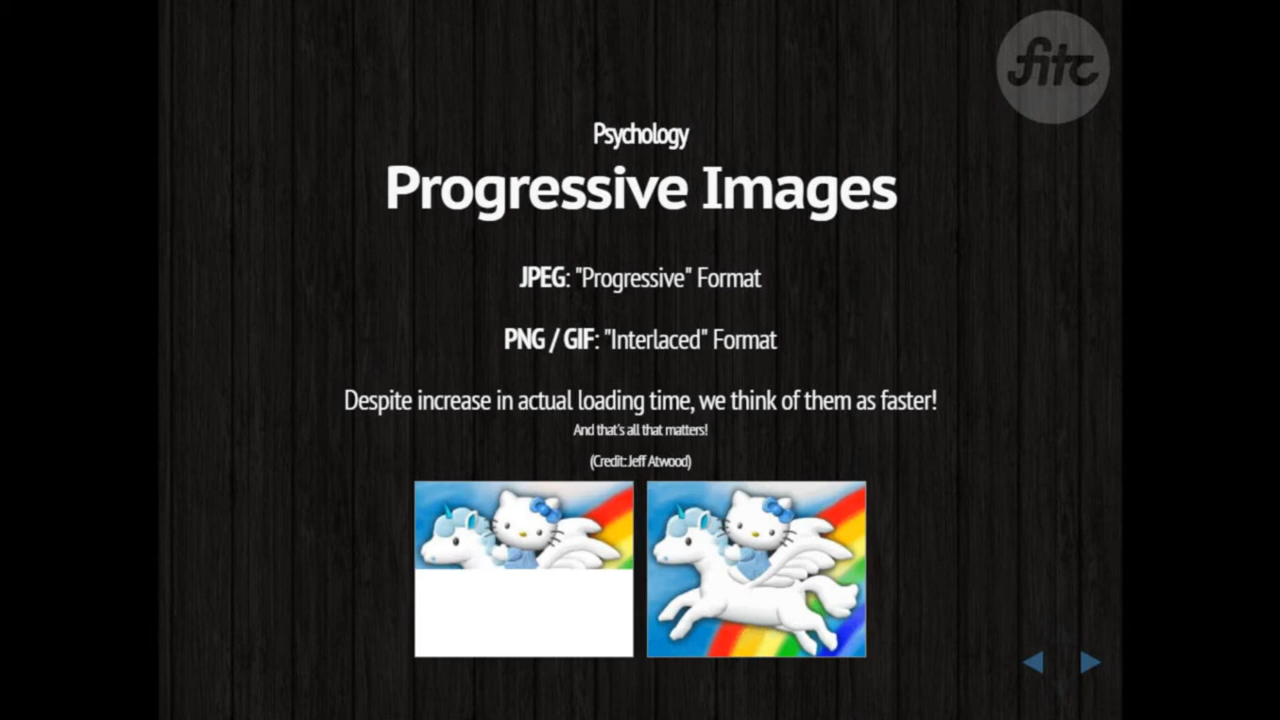 fitc
Psychology
Progressive Images
JPEG: "Progressive" Format
PNG / GIF: "Interlaced" Format
Despite increase in actual loading time, we think of them as faster!
And that's all that matters!
(Credit: Jeff Atwood)